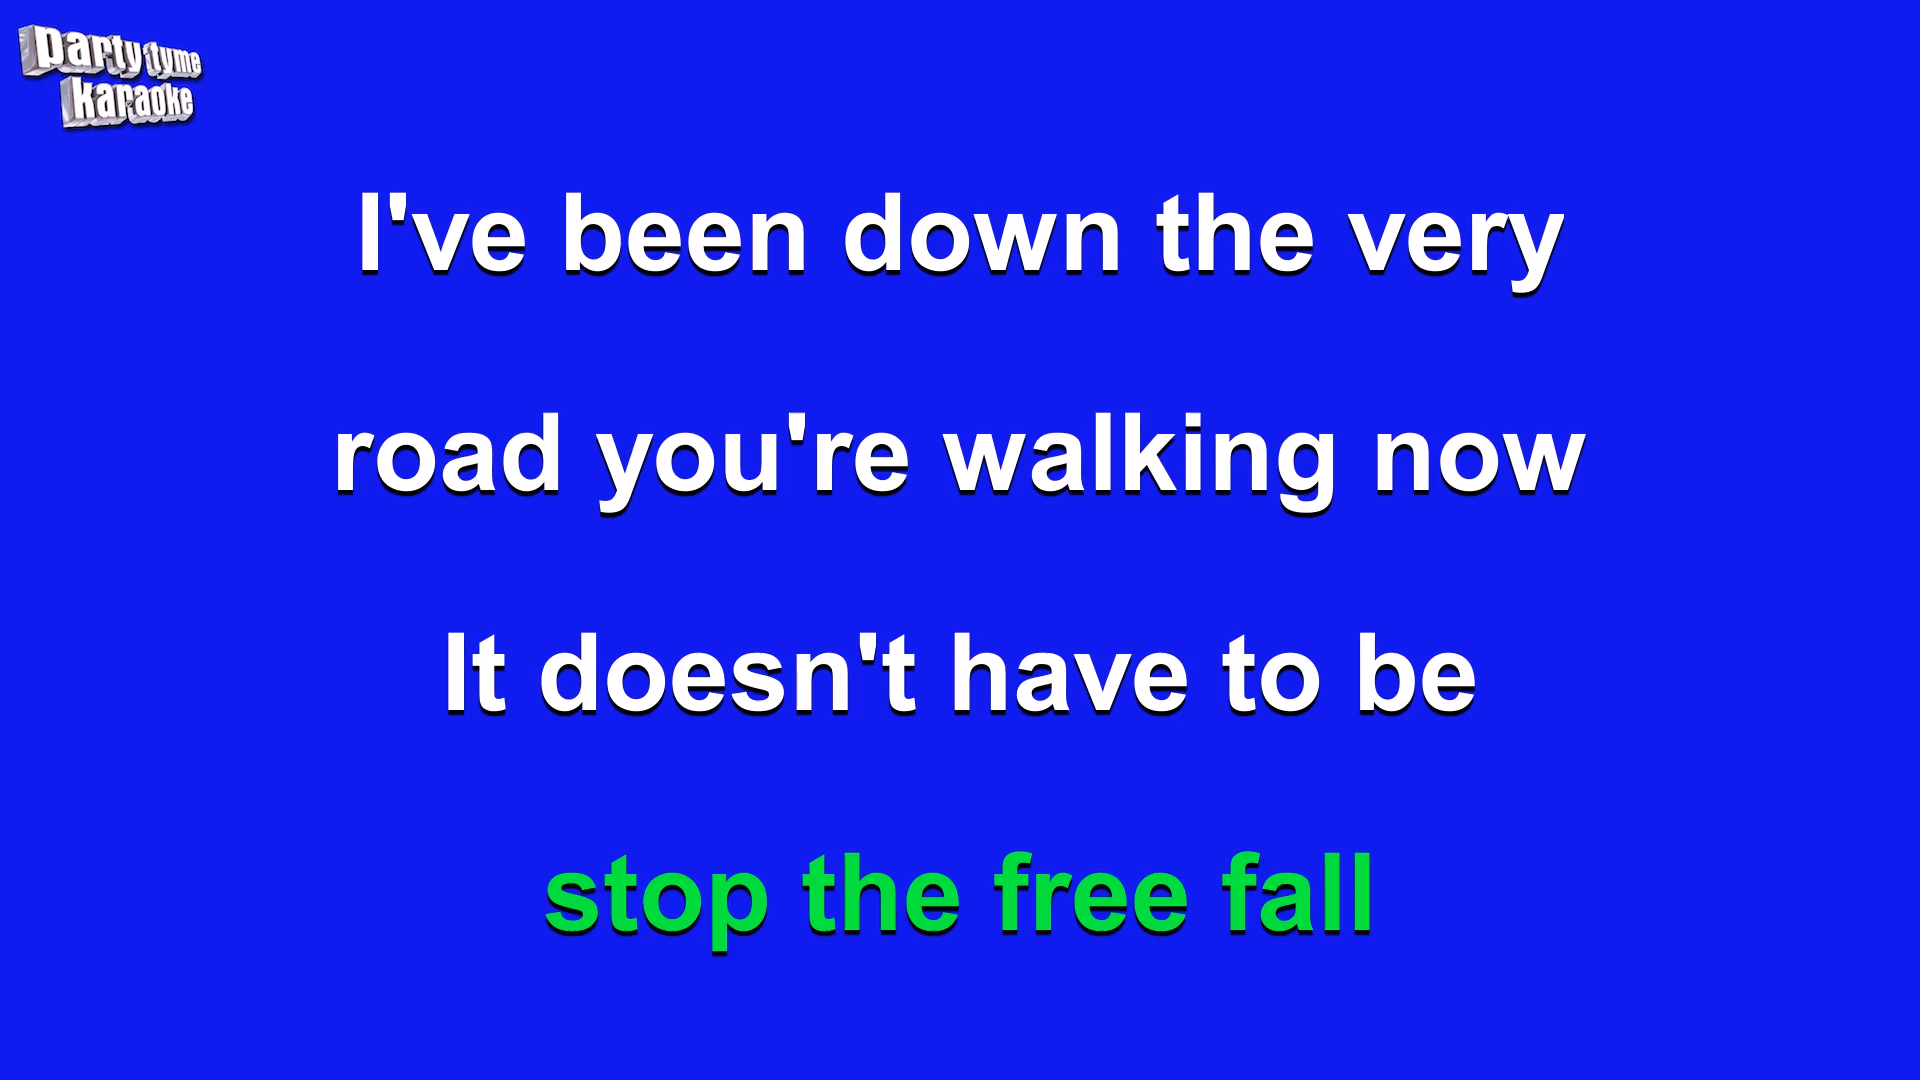 party tyme
karaoke
I've been down the very
road you're walking now
It doesn't have to be
stop the free fall